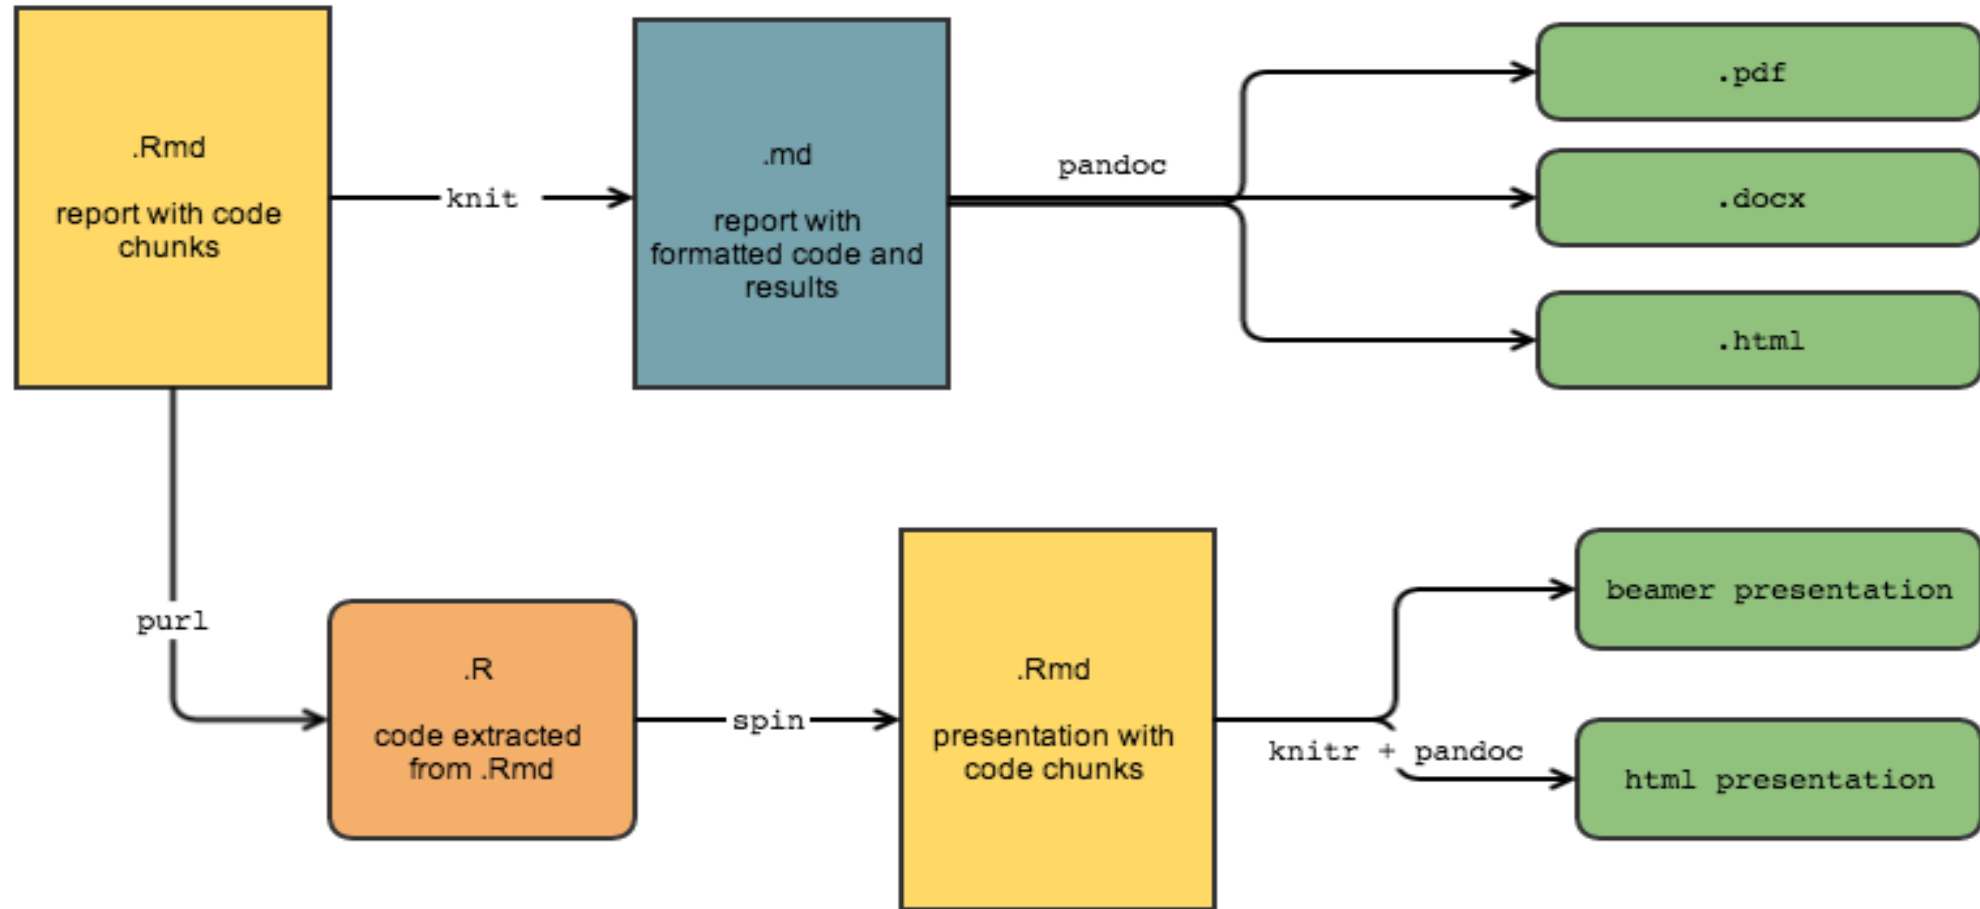 .Rmd
report with code
chunks
knit
.md
report with
formatted code and
results
pandoc
.pdf
.docx
.html
purl
.R
code extracted
from .Rmd
spin
.Rmd
presentation with
code chunks
knitr + pandoc
beamer presentation
html presentation